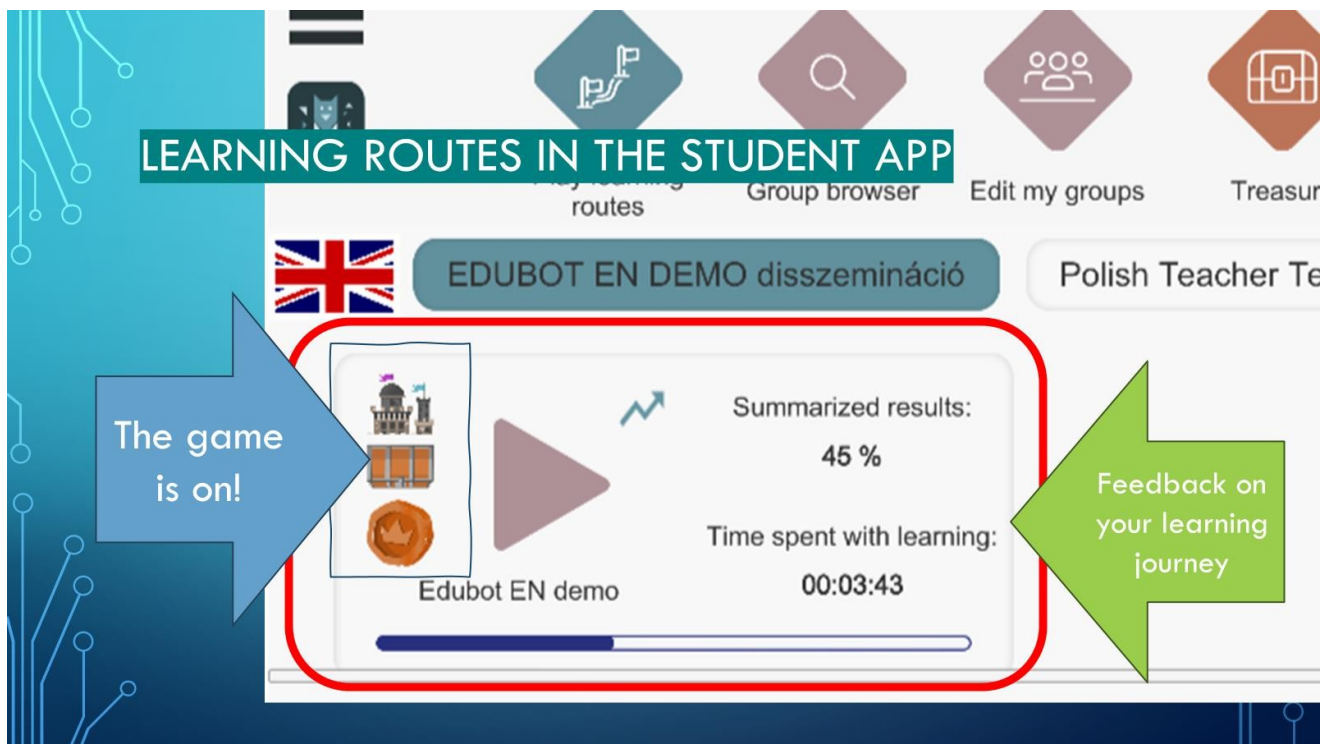 LEARNING ROUTES IN THE STUDENT APP
routes
Group browser
Edit my groups
EDUBOT EN DEMO disszemináció
Polish Teacher
The game
is on!
Summarized results:
45 %
Time spent with learning:
00:03:43
Edubot EN demo
Feedback on
your learning
journey